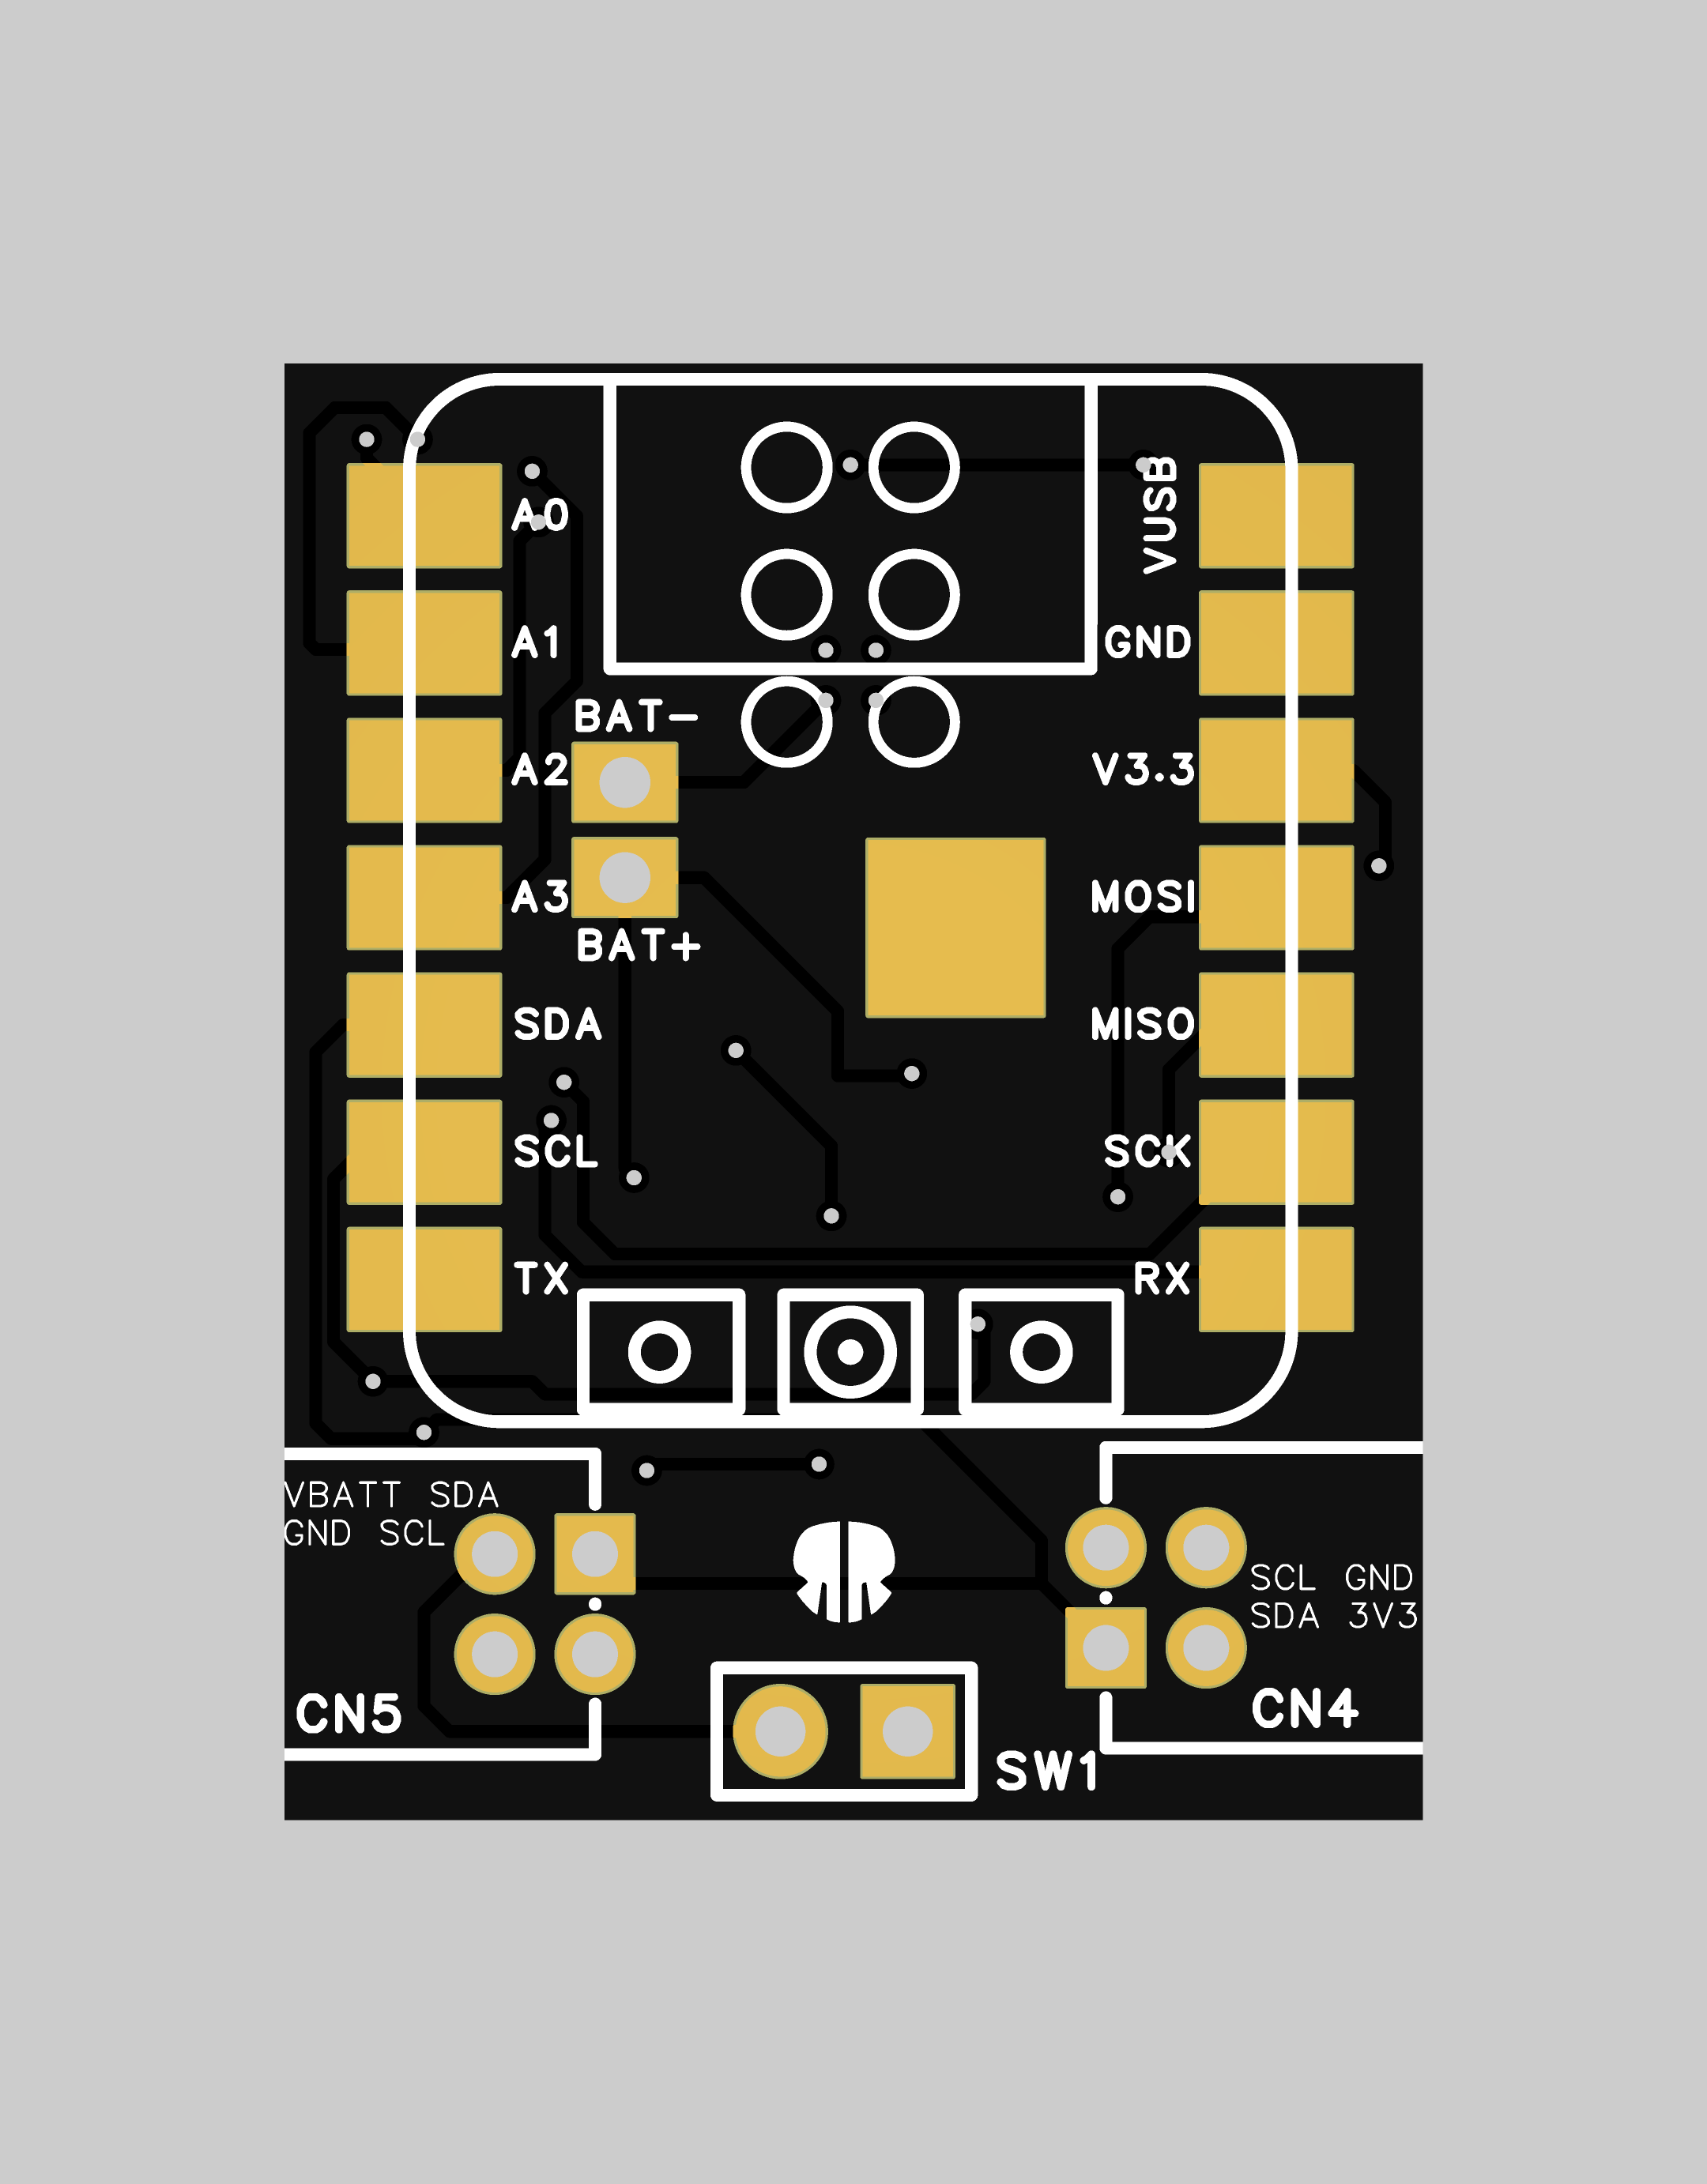 A0
VUSB
A1
GND
BAT-
A2
V3.3
A3
MOSI
BAT+
SDA
MISO
SCL
SCK
TX
RX
VBATT SDA
GND SCL
SCL GND
SDA 3V3
CN5
CN4
SW1